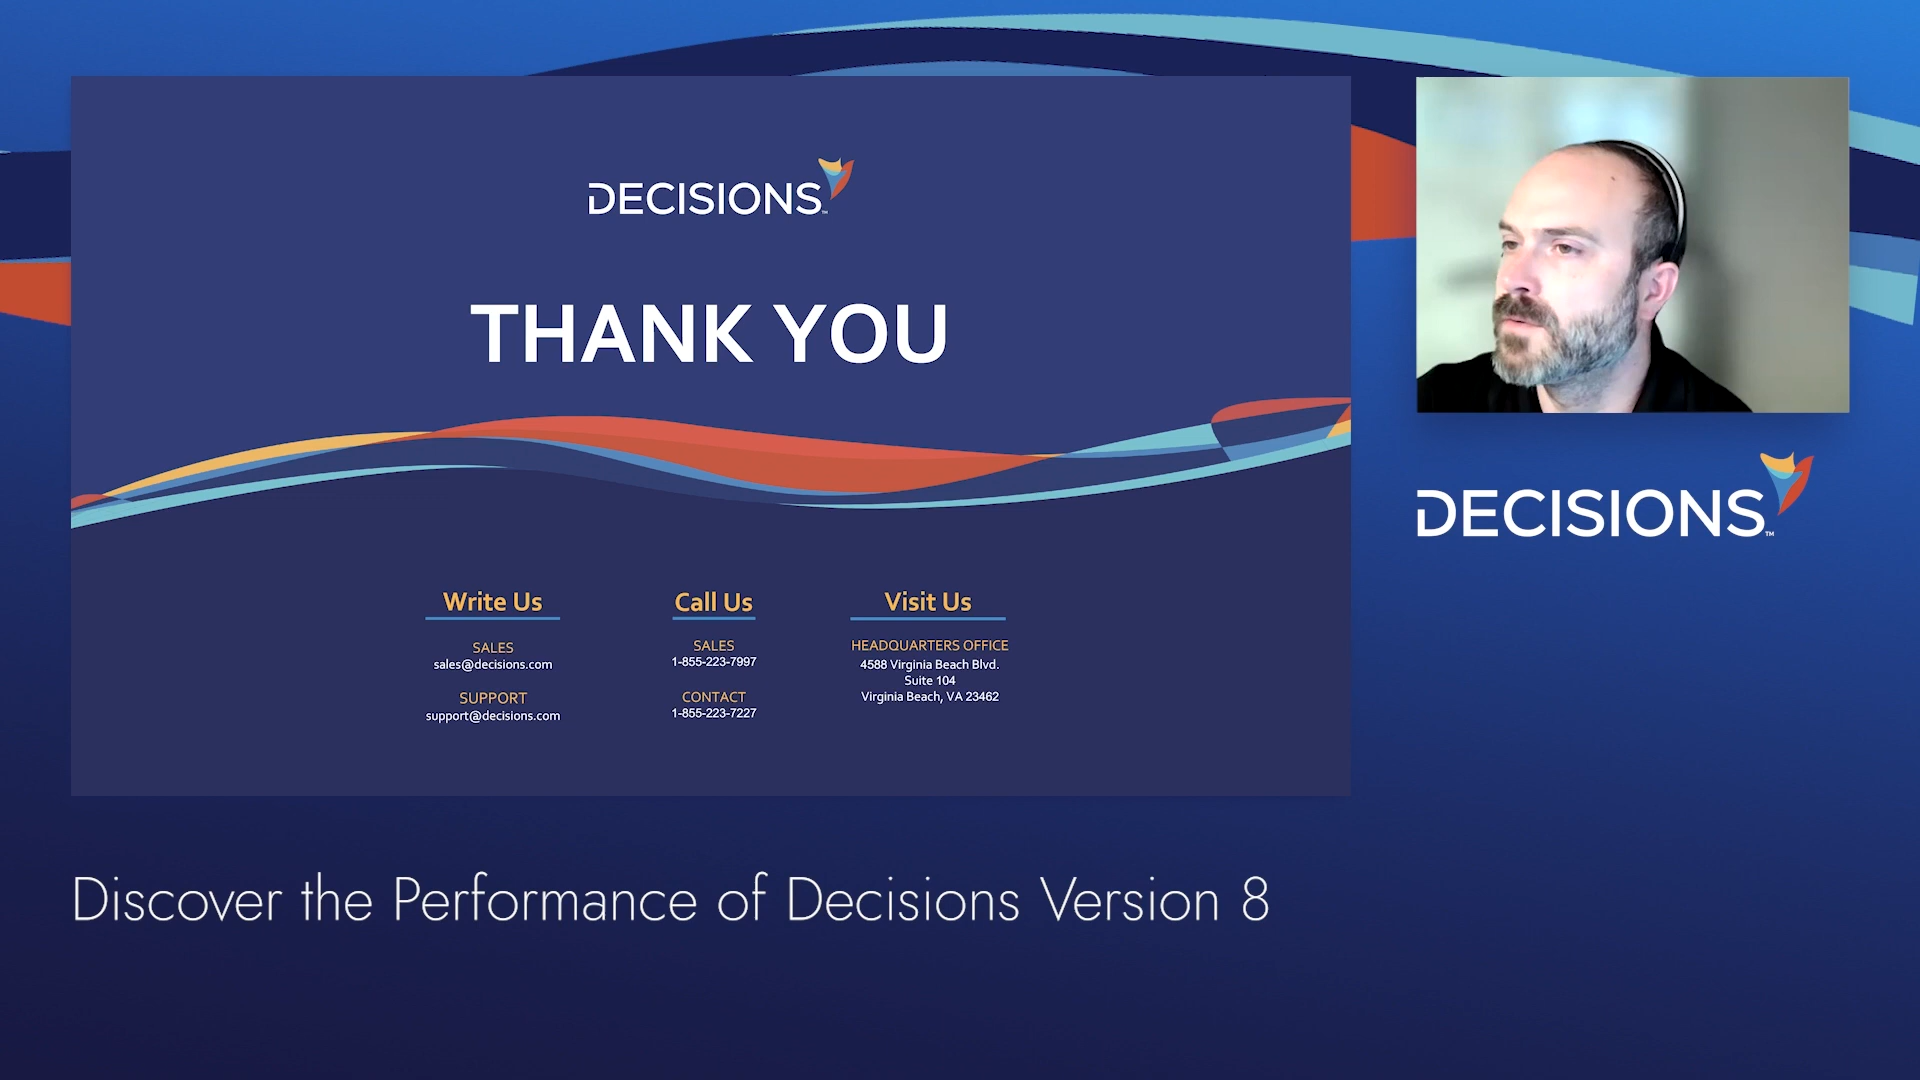 DECISIONS™
THANK YOU
Write Us
SALES
sales@decisions.com
SUPPORT
support@decisions.com
Call Us
SALES
1-855-223-7997
CONTACT
1-855-223-7227
Visit Us
HEADQUARTERS OFFICE
4588 Virginia Beach Blvd.
Suite 104
Virginia Beach, VA 23462
DECISIONS™
Discover the Performance of Decisions Version 8